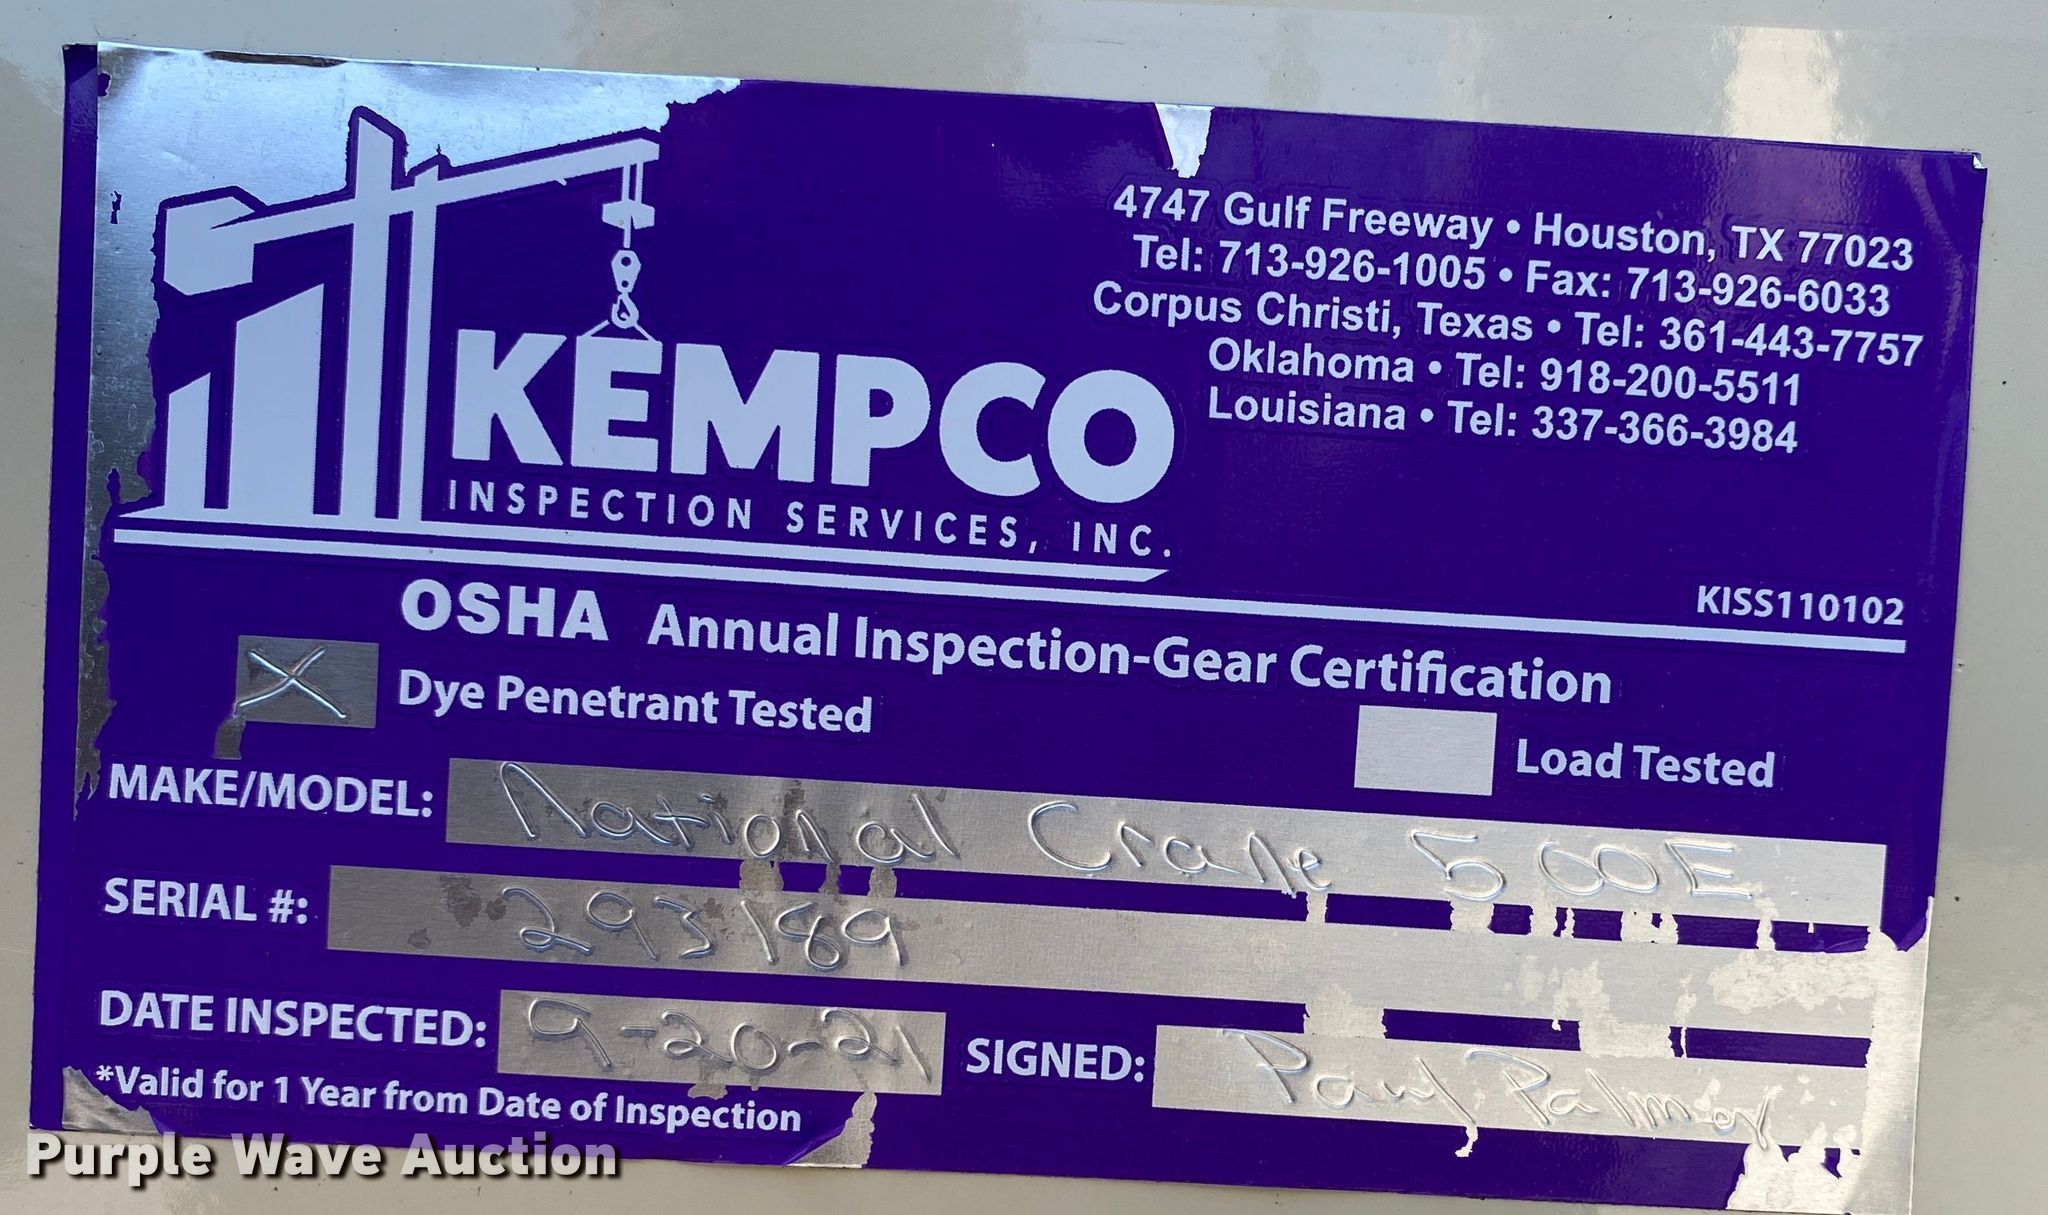 4747 Gulf Freeway • Houston, TX 77023
Tel: 713-926-1005 • Fax: 713-926-6033
Corpus Christi, Texas • Tel: 361-443-7757
Oklahoma • Tel: 918-200-5511
Louisiana • Tel: 337-366-3984
KEMPCO
INSPECTION SERVICES, INC.
KISS110102
OSHA Annual Inspection-Gear Certification
X Dye Penetrant Tested
Load Tested
MAKE/MODEL: National Crane 500E
SERIAL #: 293189
DATE INSPECTED: 9-20-21 SIGNED: Paul Palmer
*Valid for 1 Year from Date of Inspection
Purple Wave Auction